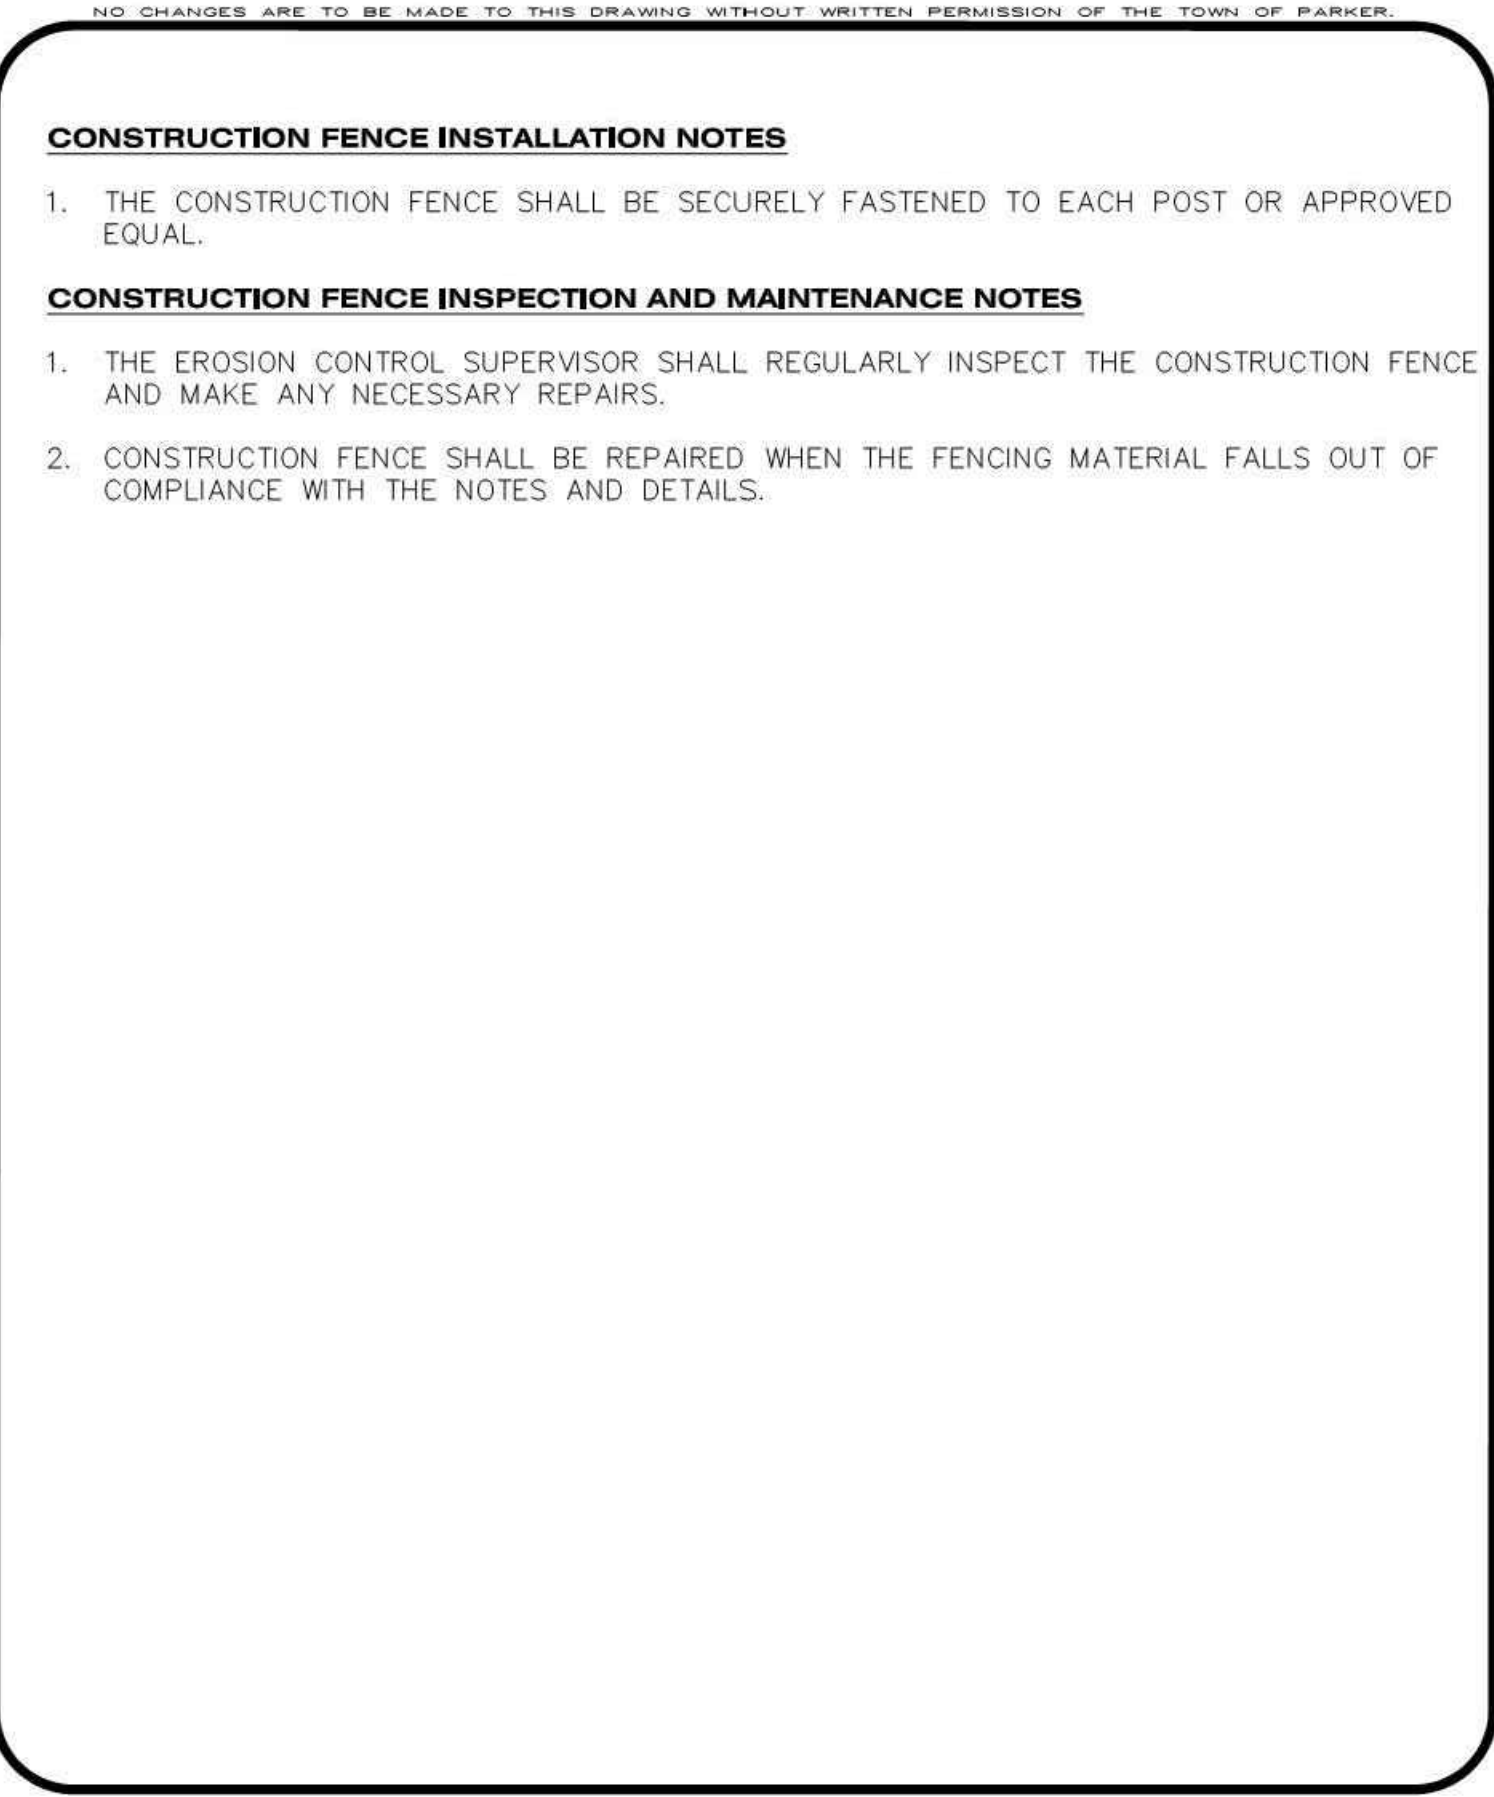 NO CHANGES ARE TO BE MADE TO THIS DRAWING WITHOUT WRITTEN PERMISSION OF THE TOWN OF PARKER.
CONSTRUCTION FENCE INSTALLATION NOTES
1. THE CONSTRUCTION FENCE SHALL BE SECURELY FASTENED TO EACH POST OR APPROVED
EQUAL.
CONSTRUCTION FENCE INSPECTION AND MAINTENANCE NOTES
1. THE EROSION CONTROL SUPERVISOR SHALL REGULARLY INSPECT THE CONSTRUCTION FENCE
AND MAKE ANY NECESSARY REPAIRS.
2. CONSTRUCTION FENCE SHALL BE REPAIRED WHEN THE FENCING MATERIAL FALLS OUT OF
COMPLIANCE WITH THE NOTES AND DETAILS.